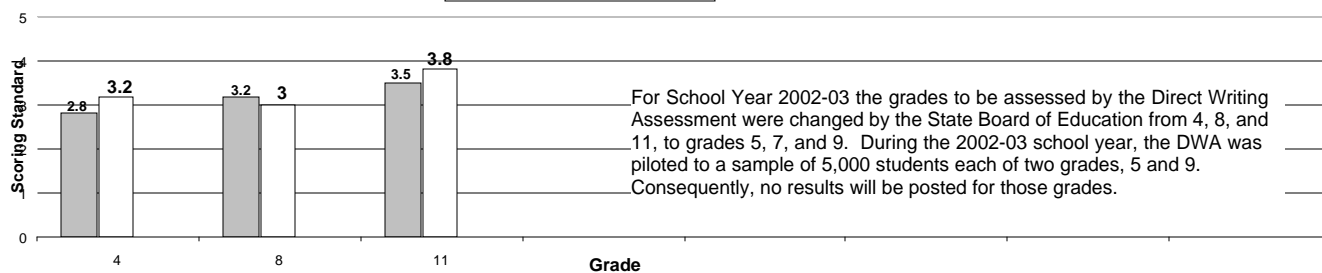 5
4
3
2
1
0
Scoring Standard
2.8
3.2
3.2
3
3.5
3.8
For School Year 2002-03 the grades to be assessed by the Direct Writing
Assessment were changed by the State Board of Education from 4, 8, and
11, to grades 5, 7, and 9. During the 2002-03 school year, the DWA was
piloted to a sample of 5,000 students each of two grades, 5 and 9.
Consequently, no results will be posted for those grades.
4
8
11
Grade